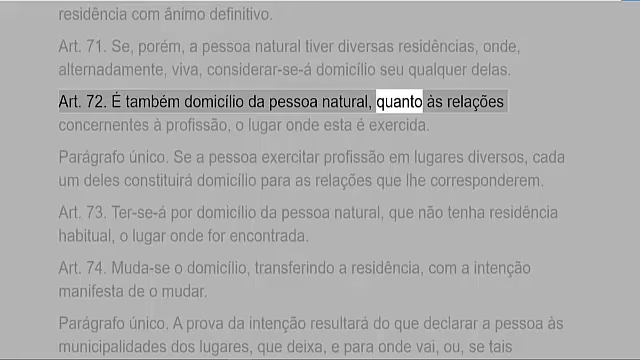 residência com ânimo definitivo.
Art. 71. Se, porém, a pessoa natural tiver diversas residências, onde,
alternadamente, viva, considerar-se-á domicílio seu qualquer delas.
Art. 72. É também domicílio da pessoa natural, quanto às relações
concernentes à profissão, o lugar onde esta é exercida.
Parágrafo único. Se a pessoa exercitar profissão em lugares diversos, cada
um deles constituirá domicílio para as relações que lhe corresponderem.
Art. 73. Ter-se-á por domicílio da pessoa natural, que não tenha residência
habitual, o lugar onde for encontrada.
Art. 74. Muda-se o domicílio, transferindo a residência, com a intenção
manifesta de o mudar.
Parágrafo único. A prova da intenção resultará do que declarar a pessoa às
municipalidades dos lugares, que deixa, e para onde vai, ou, se tais